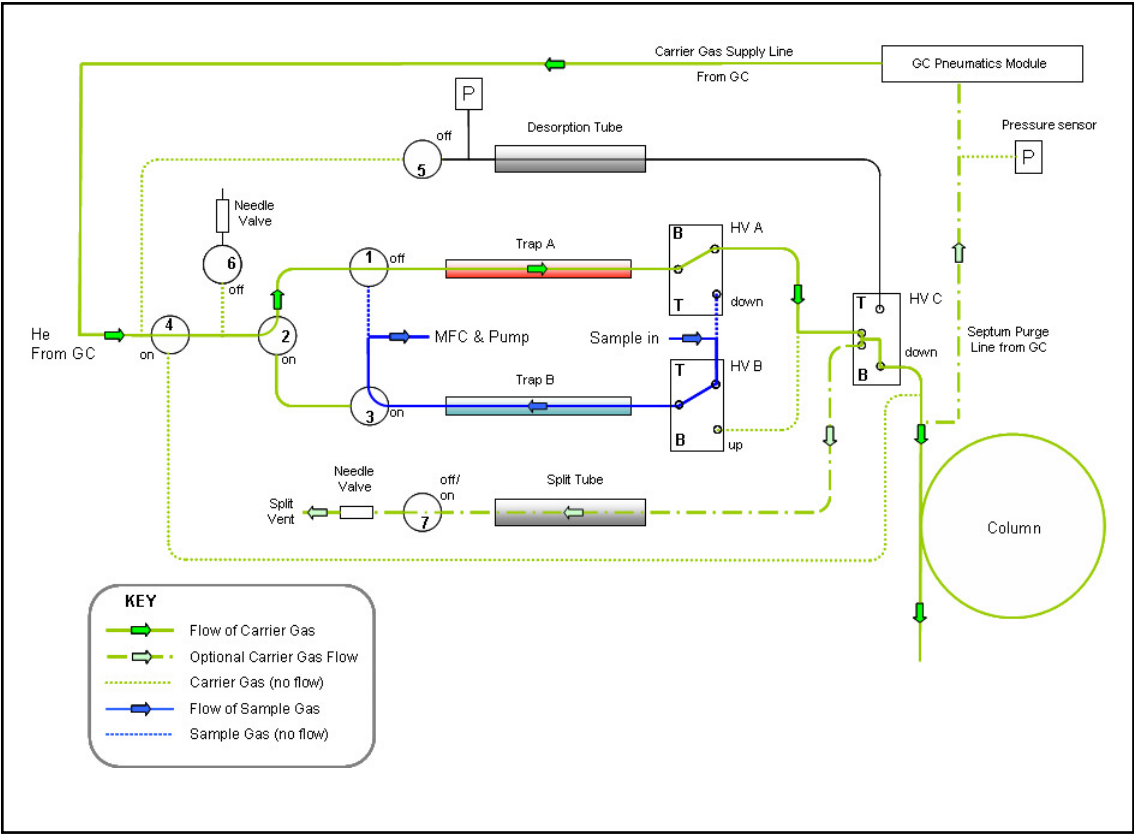 Carrier Gas Supply Line
From GC
GC Pneumatics Module
Pressure sensor
P
P
off
Desorption Tube
5
Needle
Valve
6
off
1
off
Trap A
B
T
HV A
down
T
B
HV C
down
He
From GC
4
on
2
on
MFC & Pump
Sample in
Septum Purge
Line from GC
3
on
Trap B
T
B
HV B
up
Needle
Valve
off/
on
Split
Vent
7
Split Tube
Column
KEY
Flow of Carrier Gas
Optional Carrier Gas Flow
Carrier Gas (no flow)
Flow of Sample Gas
Sample Gas (no flow)